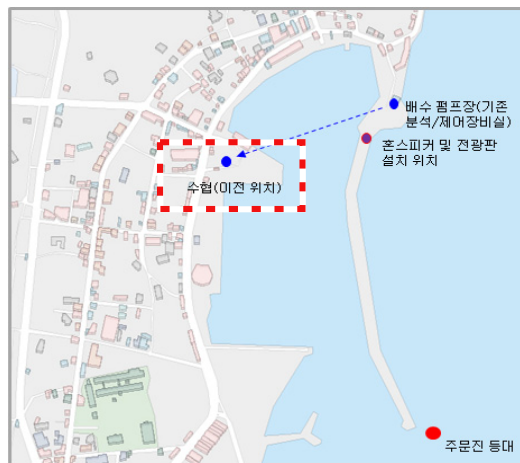 배수 펌프장(기존
분석/제어장비실)
혼스피커 및 전광판
설치 위치
수협(이전 위치)
주문진 등대